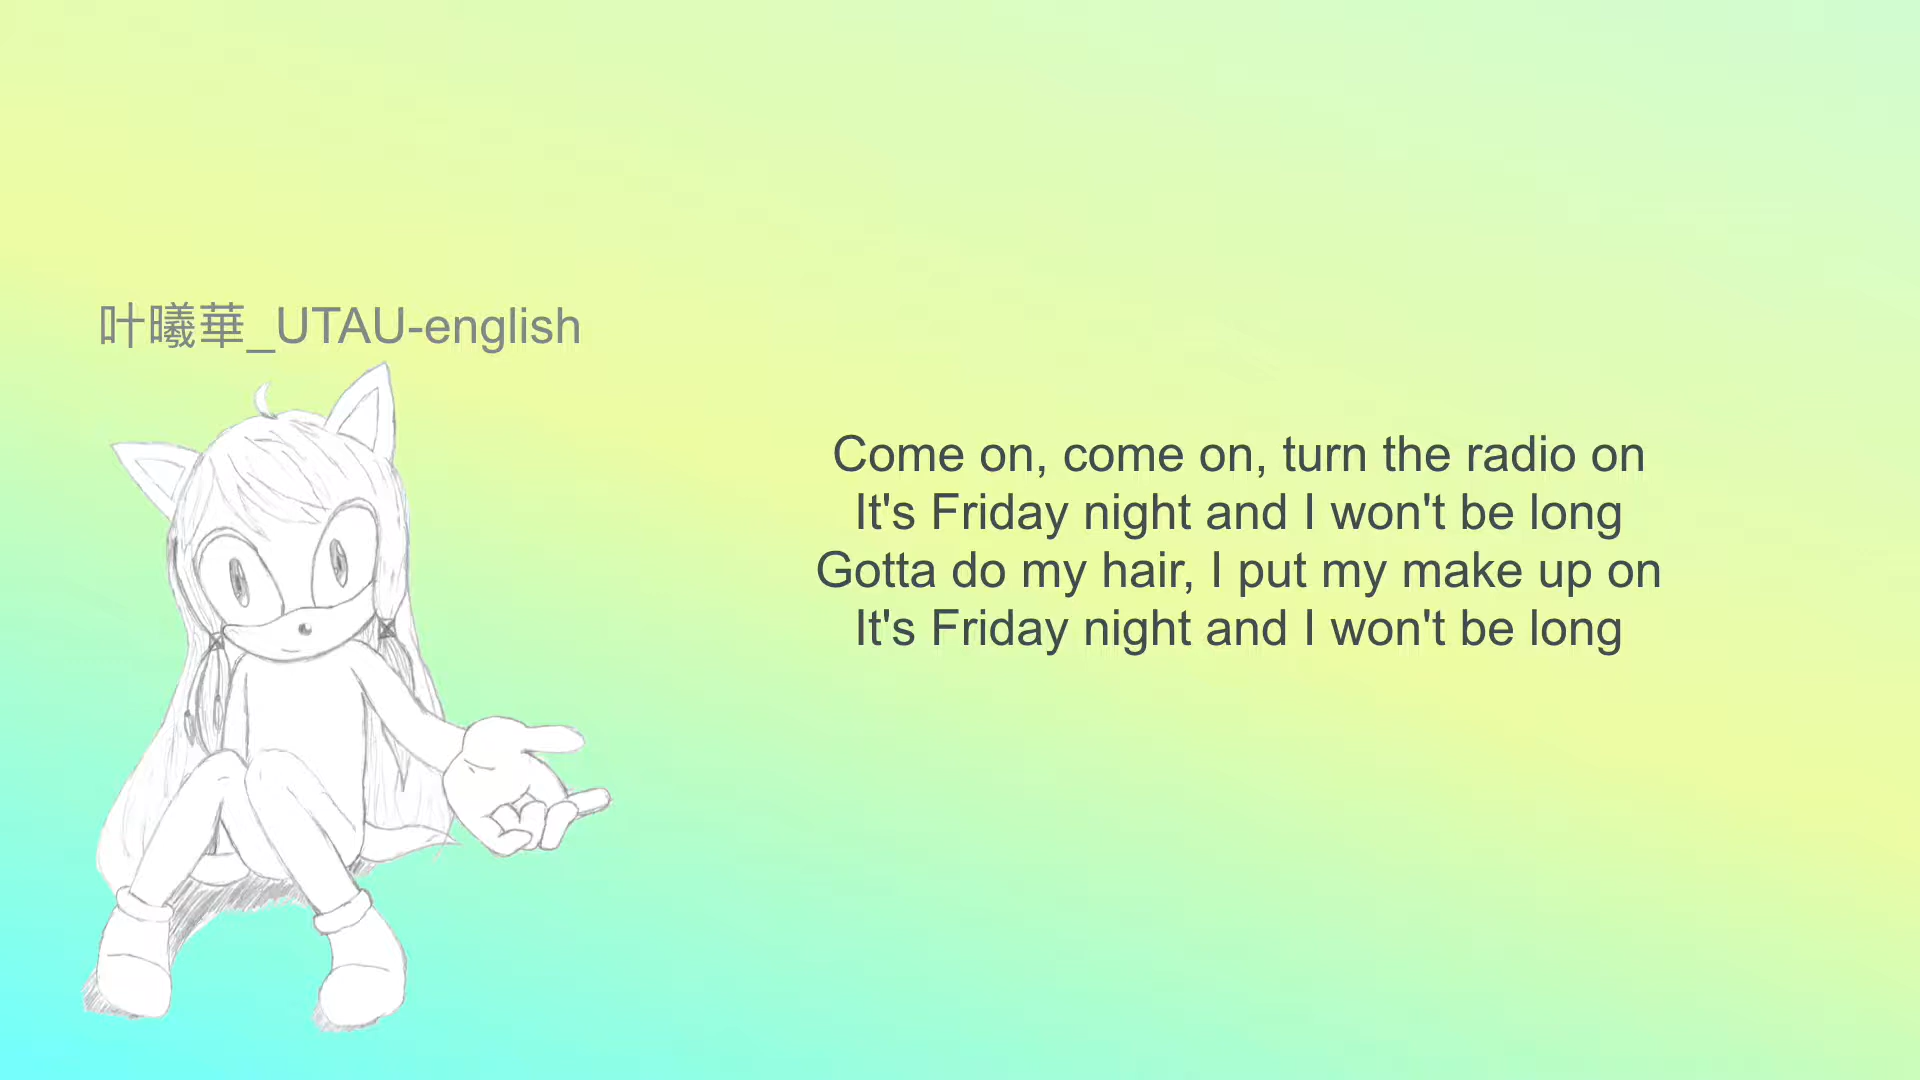 叶曦華_UTAU-english
Come on, come on, turn the radio on
It's Friday night and I won't be long
Gotta do my hair, I put my make up on
It's Friday night and I won't be long